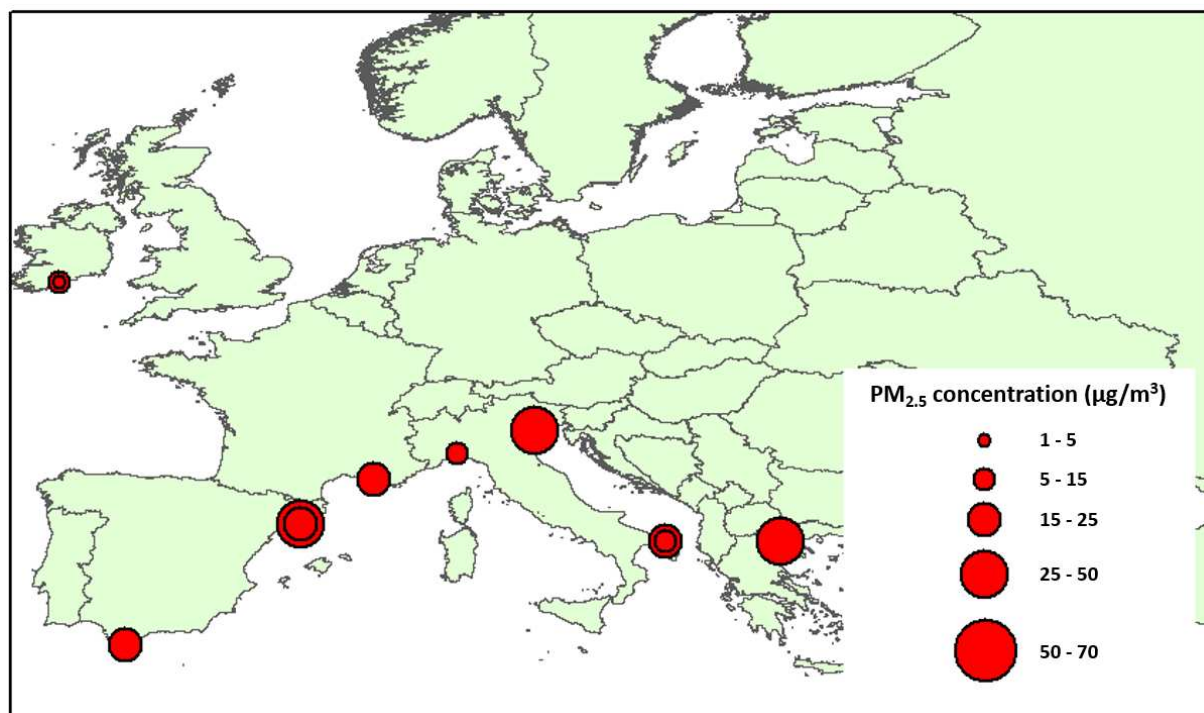 PM₂.₅ concentration (µg/m³)
1 - 5
5 - 15
15 - 25
25 - 50
50 - 70